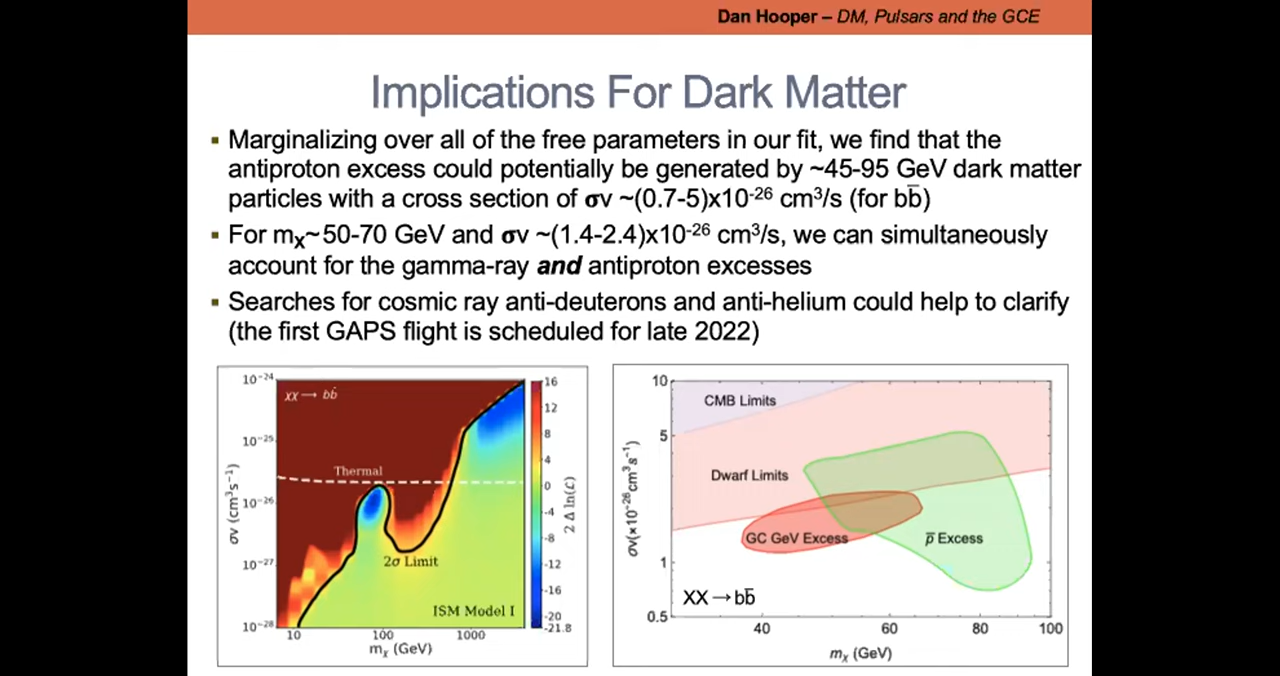 Dan Hooper – DM, Pulsars and the GCE
Implications For Dark Matter
▪ Marginalizing over all of the free parameters in our fit, we find that the
antiproton excess could potentially be generated by ~45-95 GeV dark matter
particles with a cross section of σv ~(0.7-5)x10⁻²⁶ cm³/s (for bb̄)
▪ For mχ~50-70 GeV and σv ~(1.4-2.4)x10⁻²⁶ cm³/s, we can simultaneously
account for the gamma-ray and antiproton excesses
▪ Searches for cosmic ray anti-deuterons and anti-helium could help to clarify
(the first GAPS flight is scheduled for late 2022)
10⁻²⁴
10⁻²⁵
10⁻²⁶
10⁻²⁷
10⁻²⁸
σv (cm³s⁻¹)
χχ → bb̄
Thermal
2σ Limit
ISM Model I
10 100 1000
mχ (GeV)
16
12
8
4
0
-4
-8
-12
-16
-20
-21.8
2 Δ ln(ℒ)
10
5
1
0.5
σv(×10⁻²⁶cm³s⁻¹)
CMB Limits
Dwarf Limits
GC GeV Excess
p̄ Excess
XX → bb̄
40 60 80 100
mχ (GeV)